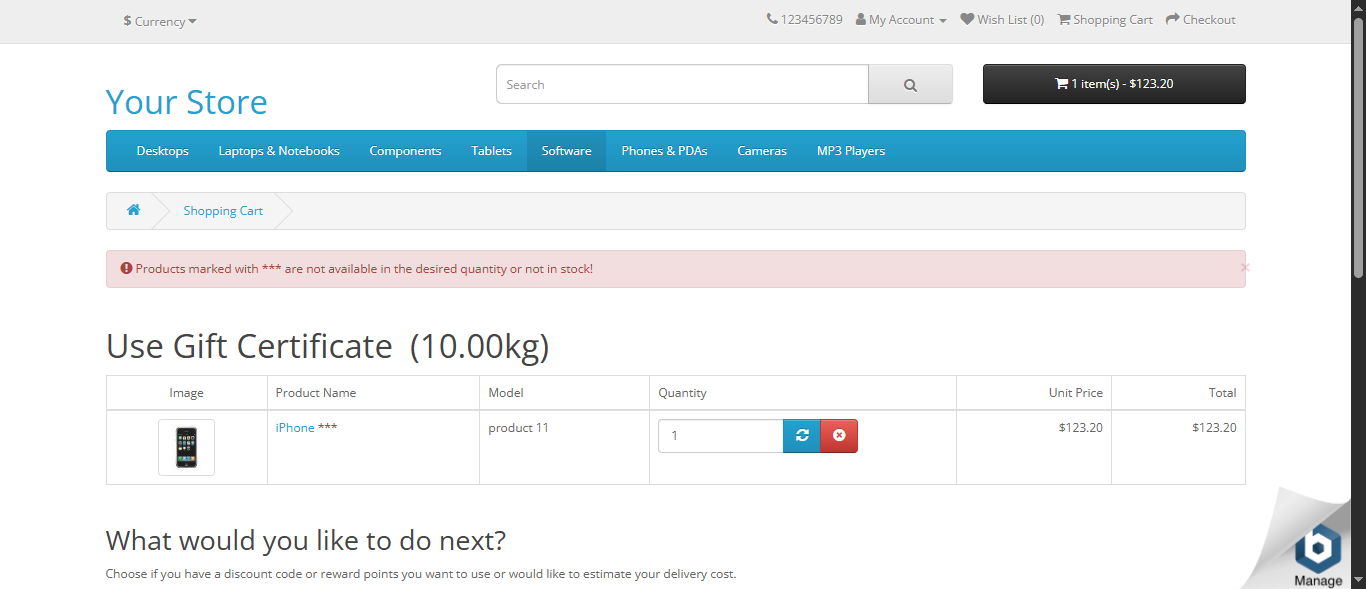 $ Currency
123456789 My Account Wish List (0) Shopping Cart Checkout
Your Store
Search
1 item(s) - $123.20
Desktops Laptops & Notebooks Components Tablets Software Phones & PDAs Cameras MP3 Players
Shopping Cart
Products marked with *** are not available in the desired quantity or not in stock!
×
Use Gift Certificate (10.00kg)
Image Product Name Model Quantity Unit Price Total
iPhone *** product 11 1 $123.20 $123.20
What would you like to do next?
Choose if you have a discount code or reward points you want to use or would like to estimate your delivery cost.
b
Manage